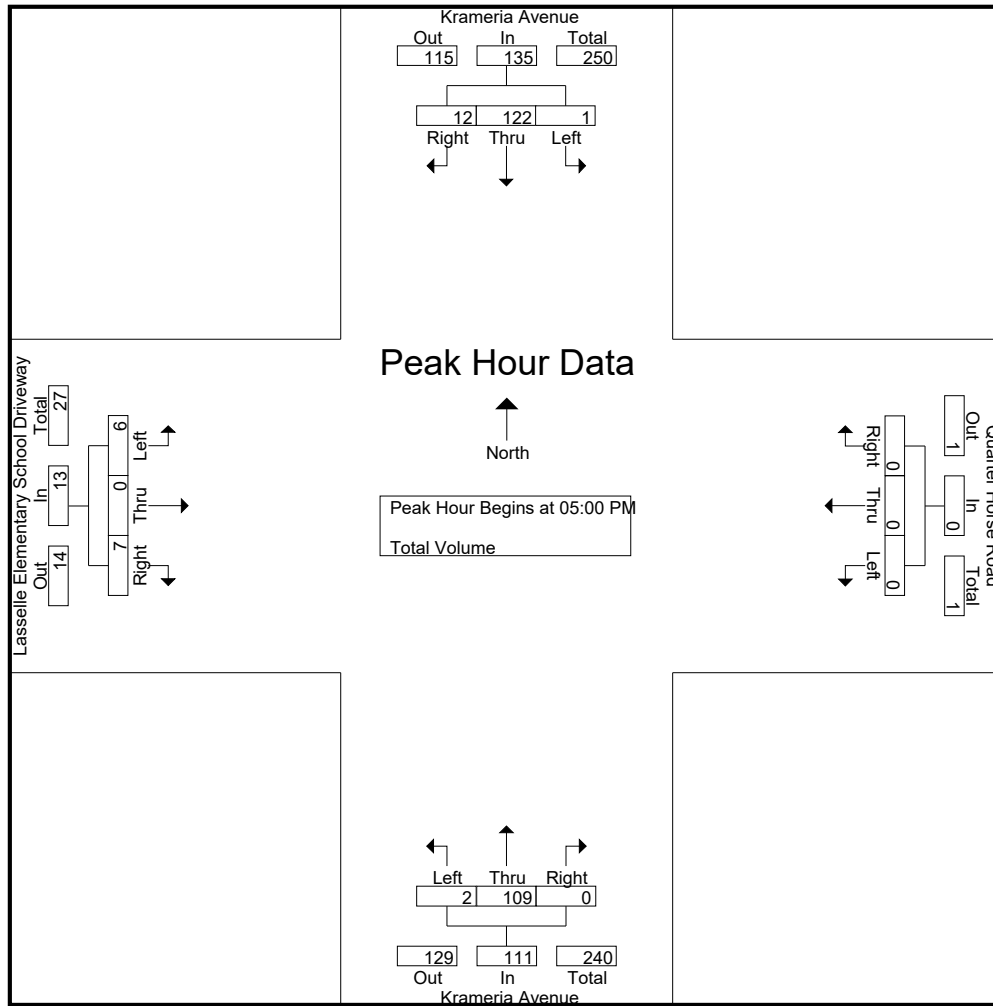 Krameria Avenue
Out In Total
115 135 250
12 122 1
Right Thru Left
Peak Hour Data
North
Peak Hour Begins at 05:00 PM
Total Volume
Lasselle Elementary School Driveway
Total In Out
27 13 14
6 0 7
Left Thru Right
Quarter Horse Road
Out In Total
1 0 1
0 0 0
Right Thru Left
Left Thru Right
2 109 0
129 111 240
Out In Total
Krameria Avenue